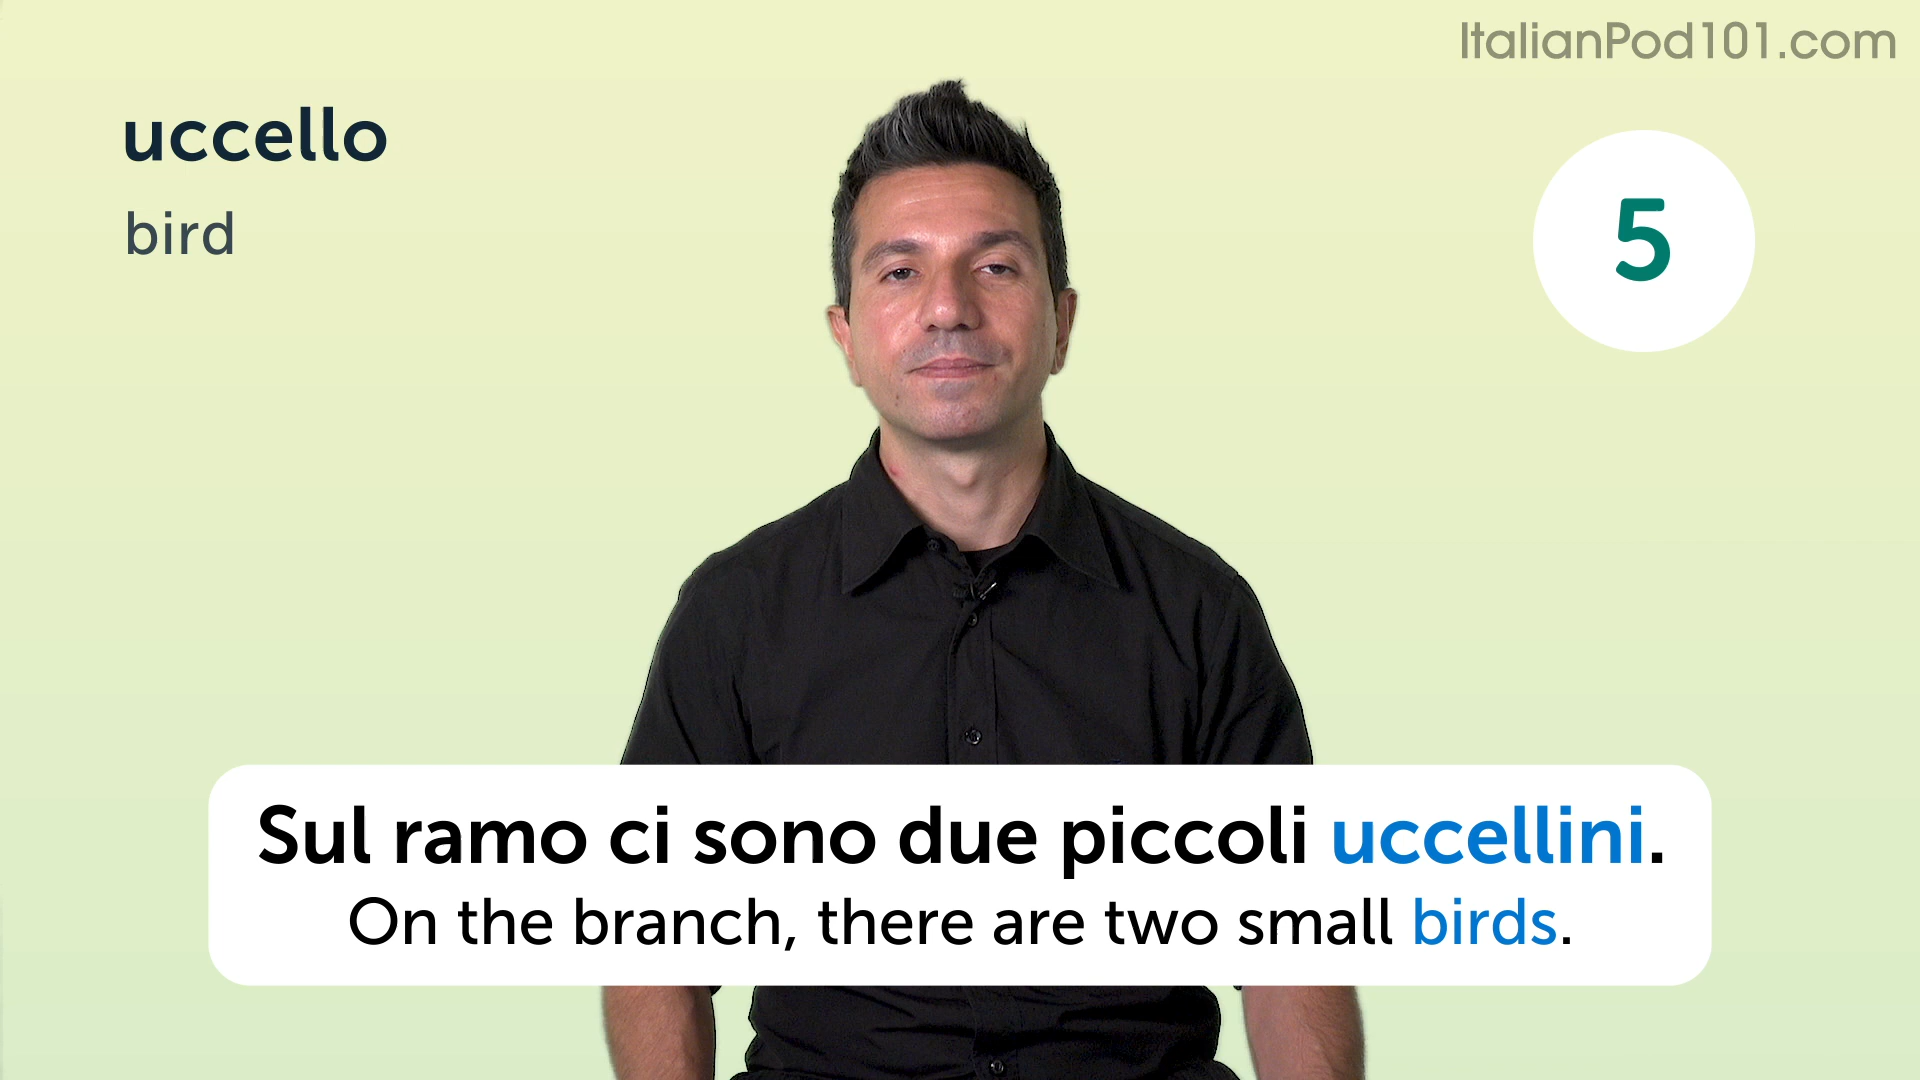 ItalianPod101.com
uccello
bird
5
Sul ramo ci sono due piccoli uccellini.
On the branch, there are two small birds.